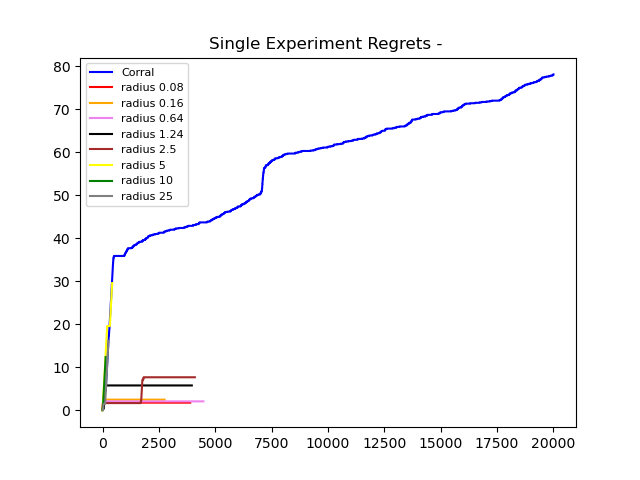 Single Experiment Regrets -
80
70
60
50
40
30
20
10
0
Corral
radius 0.08
radius 0.16
radius 0.64
radius 1.24
radius 2.5
radius 5
radius 10
radius 25
0 2500 5000 7500 10000 12500 15000 17500 20000